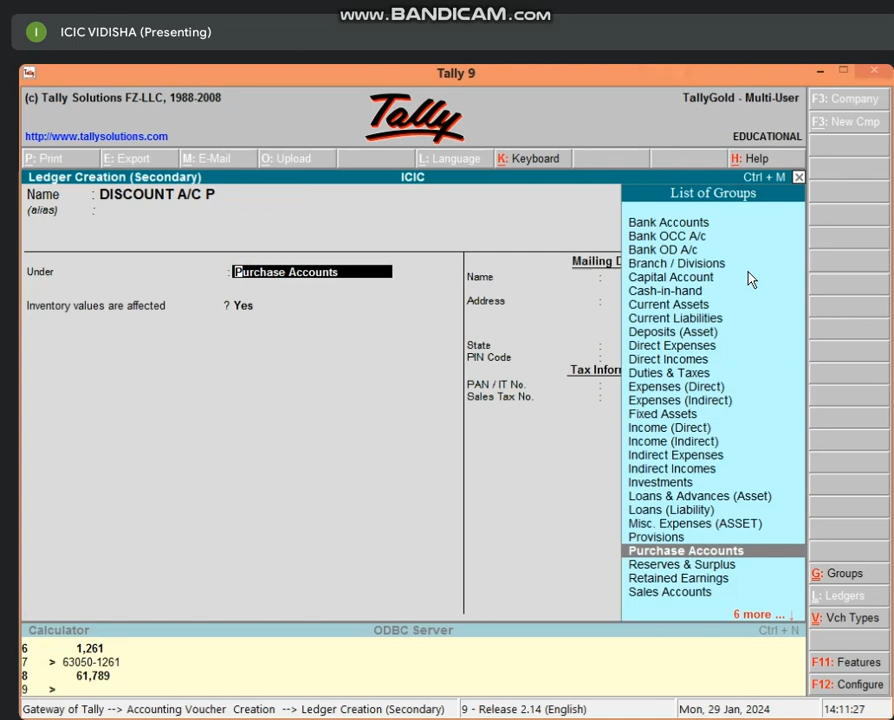 www.BANDICAM.com
I ICIC VIDISHA (Presenting)
Tally 9
(c) Tally Solutions FZ-LLC, 1988-2008
http://www.tallysolutions.com
Tally
TallyGold - Multi-User
EDUCATIONAL
P: Print E: Export M: E-Mail O: Upload L: Language K: Keyboard H: Help
Ledger Creation (Secondary) ICIC Ctrl + M
Name : DISCOUNT A/C P
(alias) :
Under : Purchase Accounts
Inventory values are affected ? Yes
Mailing D
Name :
Address :
State :
PIN Code :
Tax Inform
PAN / IT No. :
Sales Tax No. :
List of Groups
Bank Accounts
Bank OCC A/c
Bank OD A/c
Branch / Divisions
Capital Account
Cash-in-hand
Current Assets
Current Liabilities
Deposits (Asset)
Direct Expenses
Direct Incomes
Duties & Taxes
Expenses (Direct)
Expenses (Indirect)
Fixed Assets
Income (Direct)
Income (Indirect)
Indirect Expenses
Indirect Incomes
Investments
Loans & Advances (Asset)
Loans (Liability)
Misc. Expenses (ASSET)
Provisions
Purchase Accounts
Reserves & Surplus
Retained Earnings
Sales Accounts
6 more ... ↓
F3: Company
F3: New Cmp
G: Groups
L: Ledgers
V: Vch Types
F11: Features
F12: Configure
Calculator ODBC Server Ctrl + N
6 1,261
7 > 63050-1261
8 61,789
9 >
Gateway of Tally --> Accounting Voucher Creation --> Ledger Creation (Secondary) 9 - Release 2.14 (English) Mon, 29 Jan, 2024 14:11:27